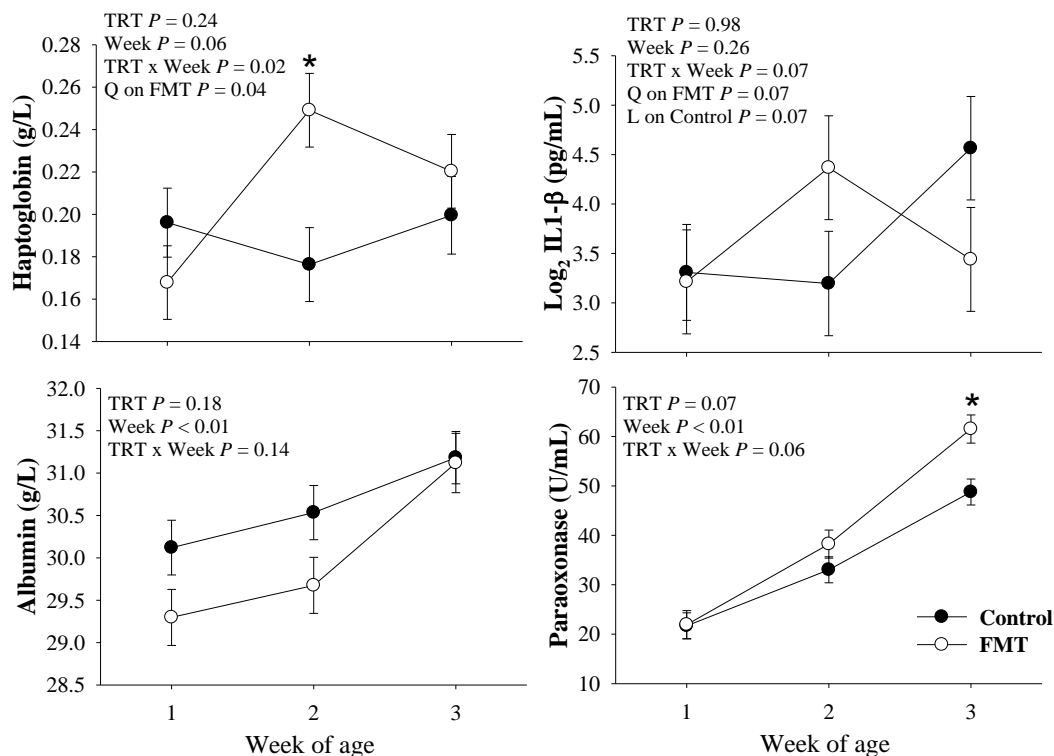 TRT P = 0.24
Week P = 0.06
TRT x Week P = 0.02
Q on FMT P = 0.04
*
0.28
0.26
0.24
0.22
0.20
0.18
0.16
0.14
Haptoglobin (g/L)
TRT P = 0.98
Week P = 0.26
TRT x Week P = 0.07
Q on FMT P = 0.07
L on Control P = 0.07
5.5
5.0
4.5
4.0
3.5
3.0
2.5
Log₂ IL1-β (pg/mL)
TRT P = 0.18
Week P < 0.01
TRT x Week P = 0.14
32.0
31.5
31.0
30.5
30.0
29.5
29.0
28.5
Albumin (g/L)
1 2 3
Week of age
TRT P = 0.07
Week P < 0.01
TRT x Week P = 0.06
*
70
60
50
40
30
20
10
Paraoxonase (U/mL)
Control
FMT
1 2 3
Week of age